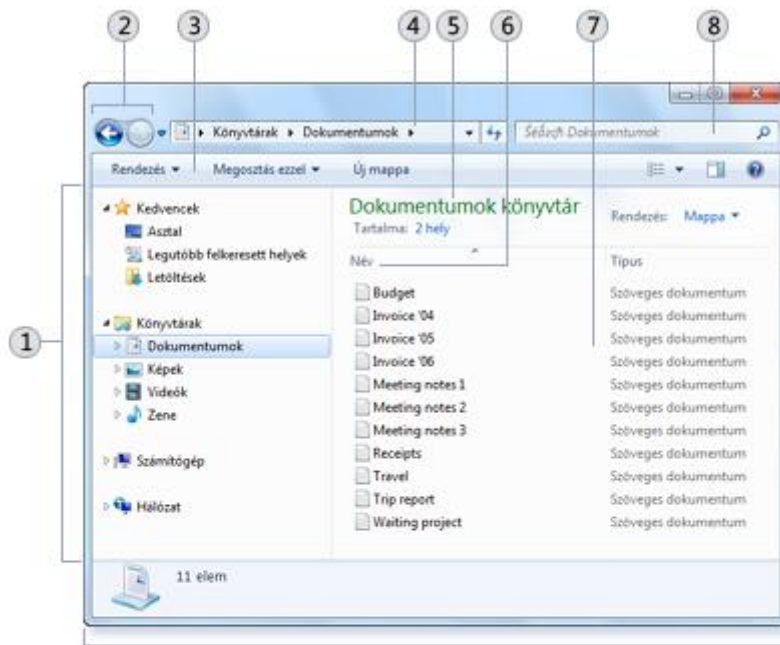 2 3 4 5 6 7 8
Könyvtárak Dokumentumok
Dokumentumok
Rendezés Megosztás ezzel Új mappa
Kedvencek
Asztal
Legutóbb felkeresett helyek
Letöltések
Könyvtárak
Dokumentumok
Képek
Videók
Zene
Számítógép
Hálózat
1
Dokumentumok könyvtár
Tartalma: 2 hely
Rendezés: Mappa
Név Típus
Budget Szöveges dokumentum
Invoice '04 Szöveges dokumentum
Invoice '05 Szöveges dokumentum
Invoice '06 Szöveges dokumentum
Meeting notes 1 Szöveges dokumentum
Meeting notes 2 Szöveges dokumentum
Meeting notes 3 Szöveges dokumentum
Receipts Szöveges dokumentum
Travel Szöveges dokumentum
Trip report Szöveges dokumentum
Waiting project Szöveges dokumentum
11 elem